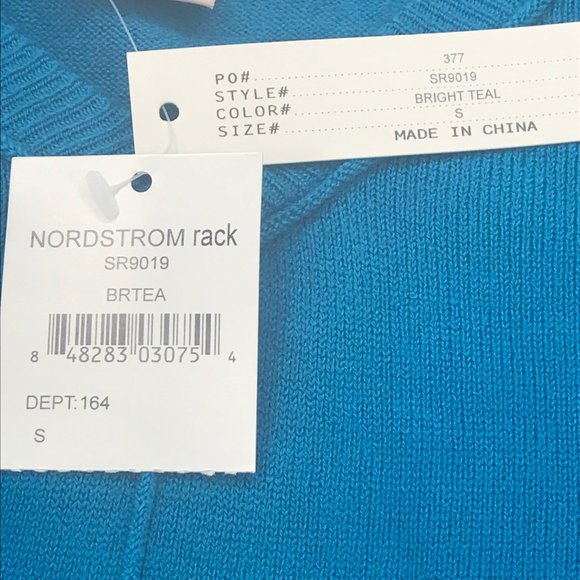 PO#.................... 377
STYLE#.................... SR9019
COLOR#.................... BRIGHT TEAL
SIZE#.................... S
MADE IN CHINA
NORDSTROM rack
SR9019
BRTEA
8 48283 03075 4
DEPT:164
S